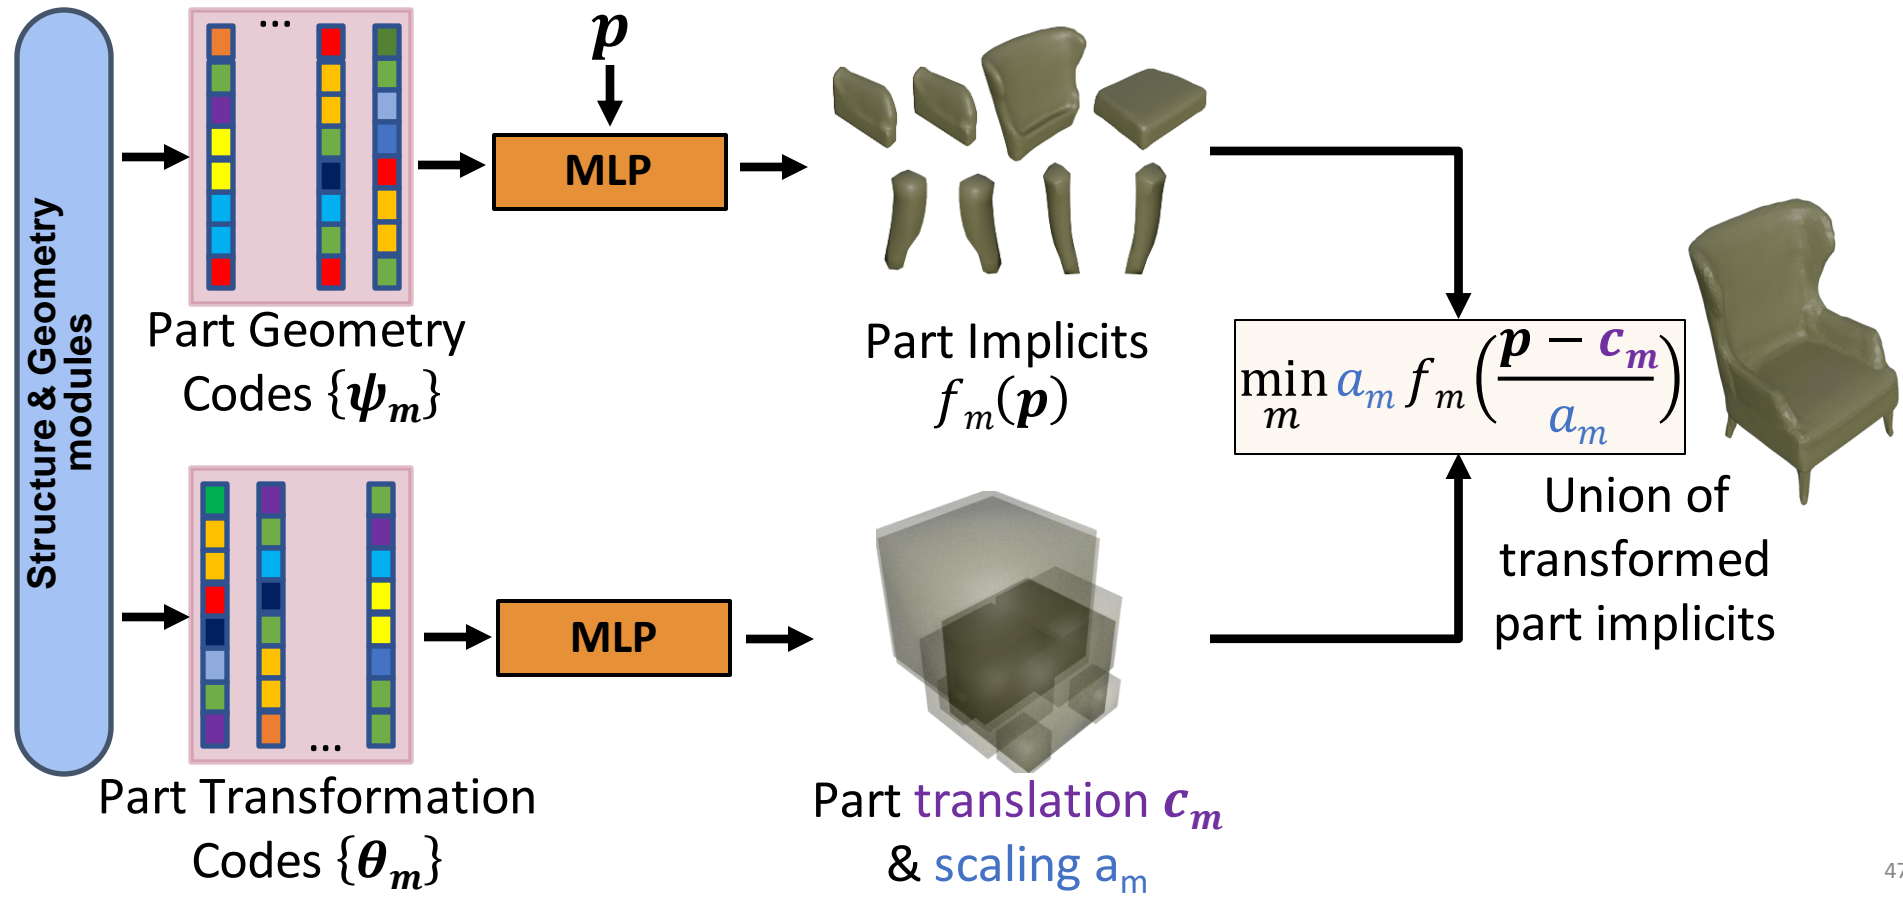 Structure & Geometry
modules
...
Part Geometry
Codes {ψₘ}
p
MLP
Part Implicits
fₘ(p)
min aₘ fₘ((p − cₘ)/aₘ)
m
Union of
transformed
part implicits
...
Part Transformation
Codes {θₘ}
MLP
Part translation cₘ
& scaling aₘ
47